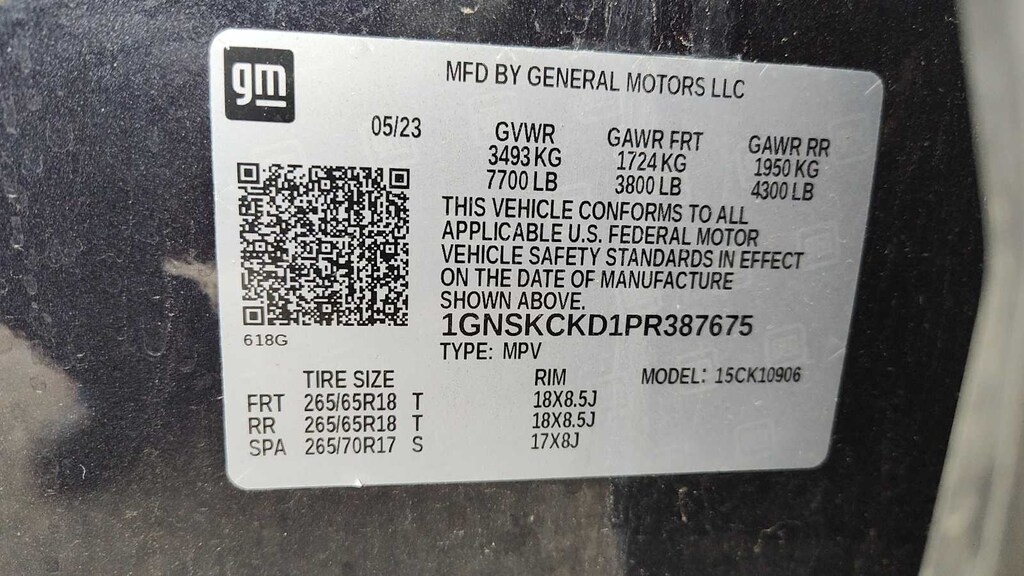 gm
MFD BY GENERAL MOTORS LLC
05/23 GVWR GAWR FRT GAWR RR
3493 KG 1724 KG 1950 KG
7700 LB 3800 LB 4300 LB
THIS VEHICLE CONFORMS TO ALL
APPLICABLE U.S. FEDERAL MOTOR
VEHICLE SAFETY STANDARDS IN EFFECT
ON THE DATE OF MANUFACTURE
SHOWN ABOVE.
1GNSKCKD1PR387675
618G
TYPE: MPV
TIRE SIZE RIM MODEL: 15CK10906
FRT 265/65R18 T 18X8.5J
RR 265/65R18 T 18X8.5J
SPA 265/70R17 S 17X8J